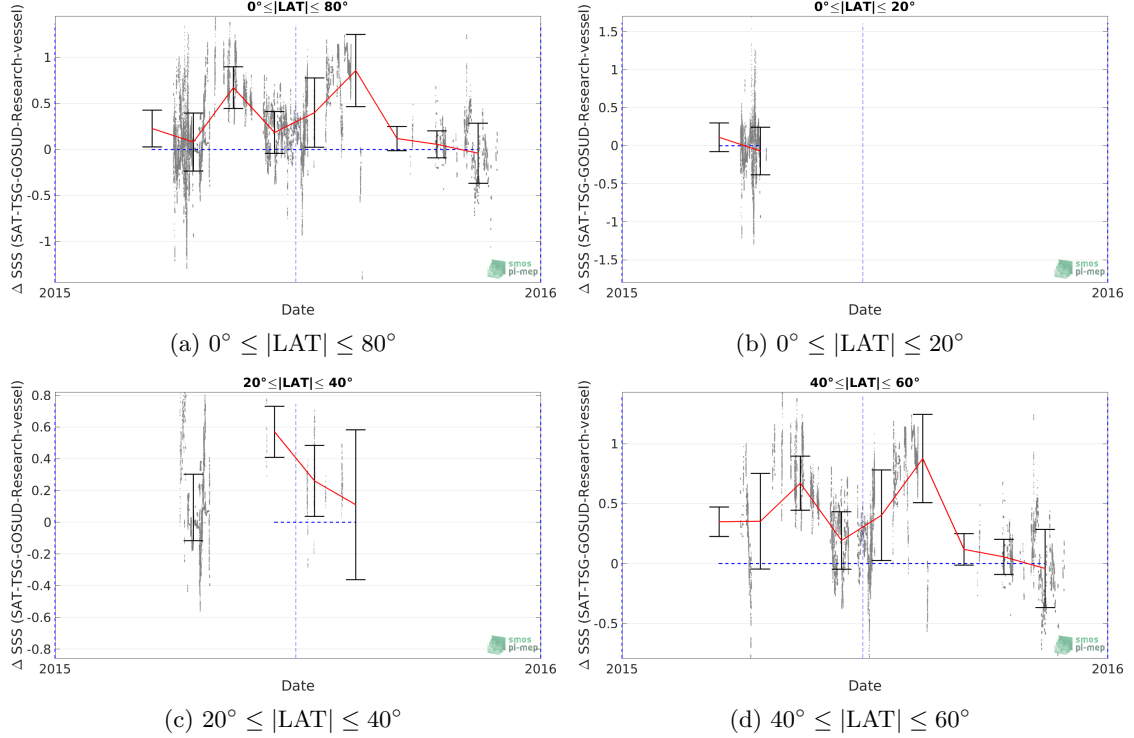 0°≤|LAT|≤ 80°
Δ SSS (SAT-TSG-GOSUD-Research-vessel)
1
0.5
0
-0.5
-1
smos
pi-mep
2015
2016
Date
(a) 0° ≤ |LAT| ≤ 80°
0°≤|LAT|≤ 20°
Δ SSS (SAT-TSG-GOSUD-Research-vessel)
1.5
1
0.5
0
-0.5
-1
-1.5
smos
pi-mep
2015
2016
Date
(b) 0° ≤ |LAT| ≤ 20°
20°≤|LAT|≤ 40°
Δ SSS (SAT-TSG-GOSUD-Research-vessel)
0.8
0.6
0.4
0.2
0
-0.2
-0.4
-0.6
-0.8
smos
pi-mep
2015
2016
Date
(c) 20° ≤ |LAT| ≤ 40°
40°≤|LAT|≤ 60°
Δ SSS (SAT-TSG-GOSUD-Research-vessel)
1
0.5
0
-0.5
smos
pi-mep
2015
2016
Date
(d) 40° ≤ |LAT| ≤ 60°